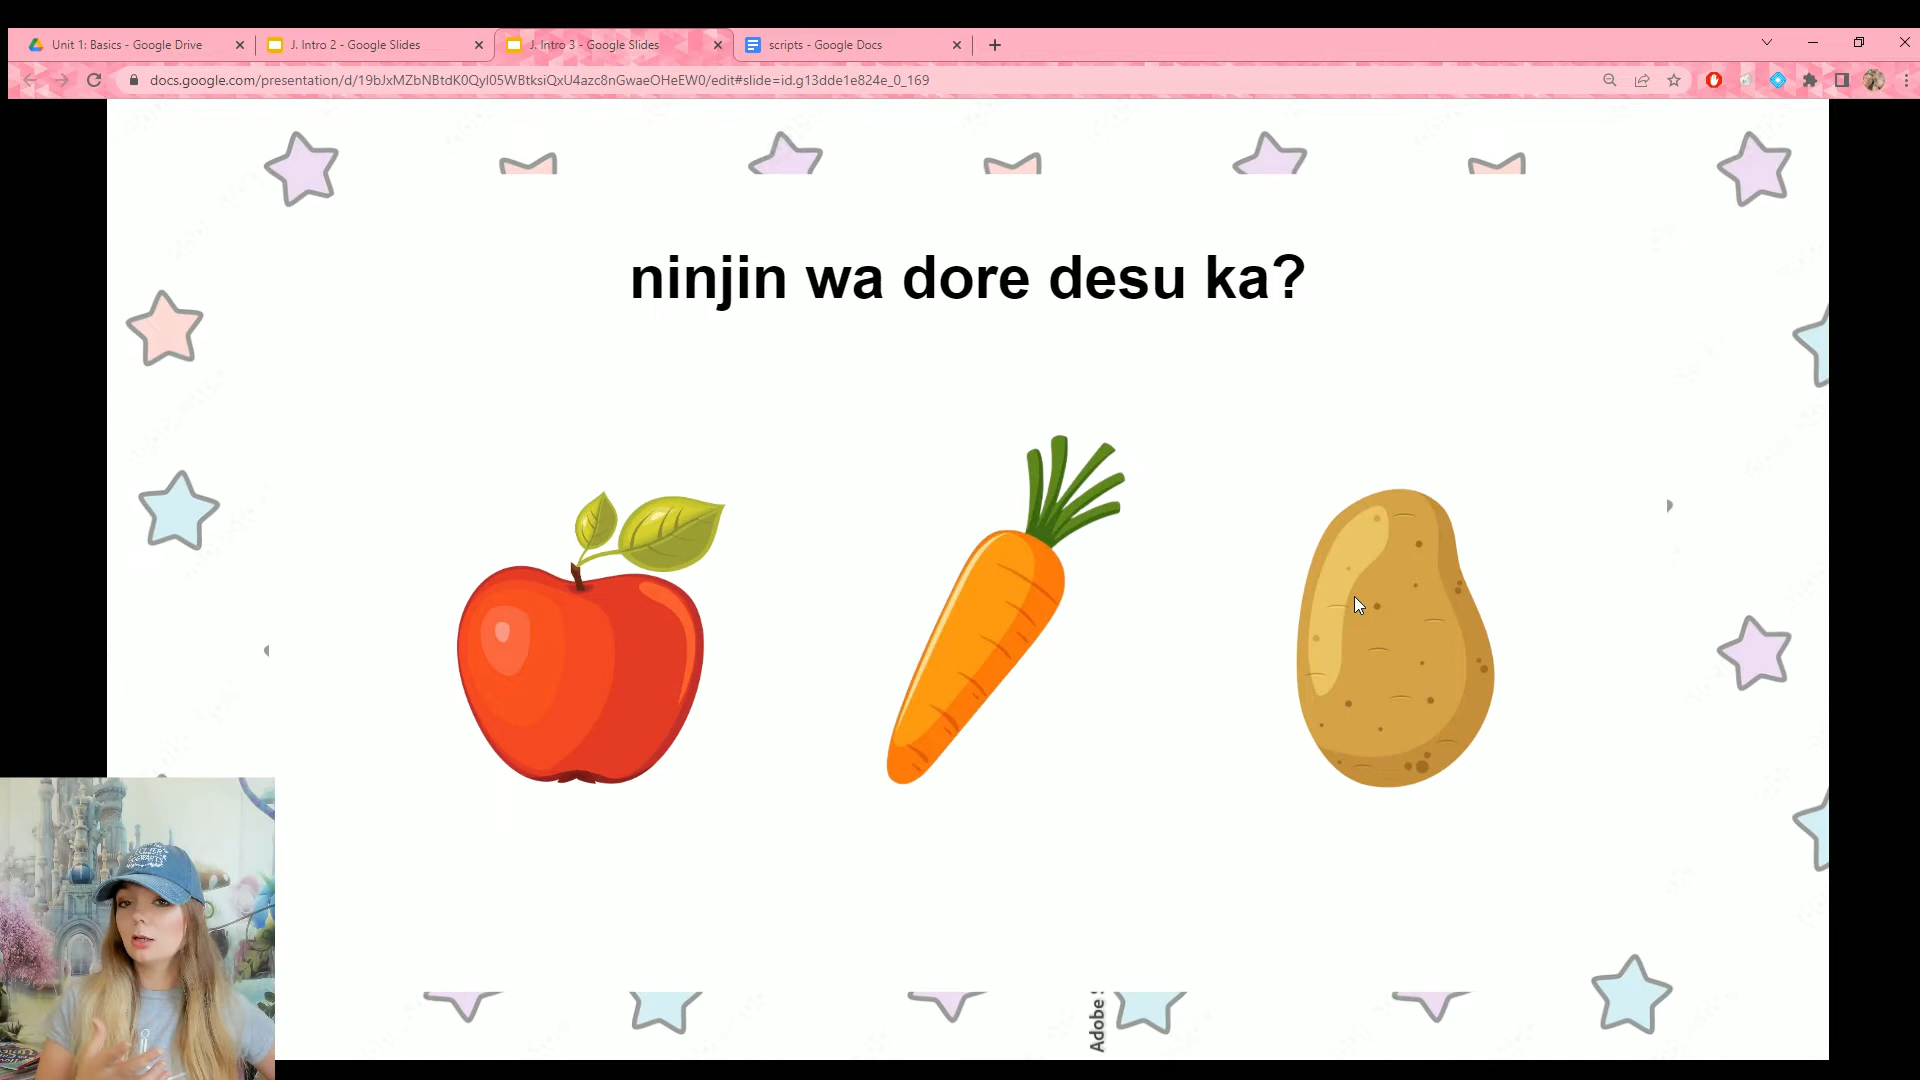 Unit 1: Basics - Google Drive
J. Intro 2 - Google Slides
J. Intro 3 - Google Slides
scripts - Google Docs
docs.google.com/presentation/d/19bJxMZbNBtdK0Qyl05WBtksiQxU4azc8nGwaeOHeEW0/edit#slide=id.g13dde1e824e_0_169
ninjin wa dore desu ka?
Adobe